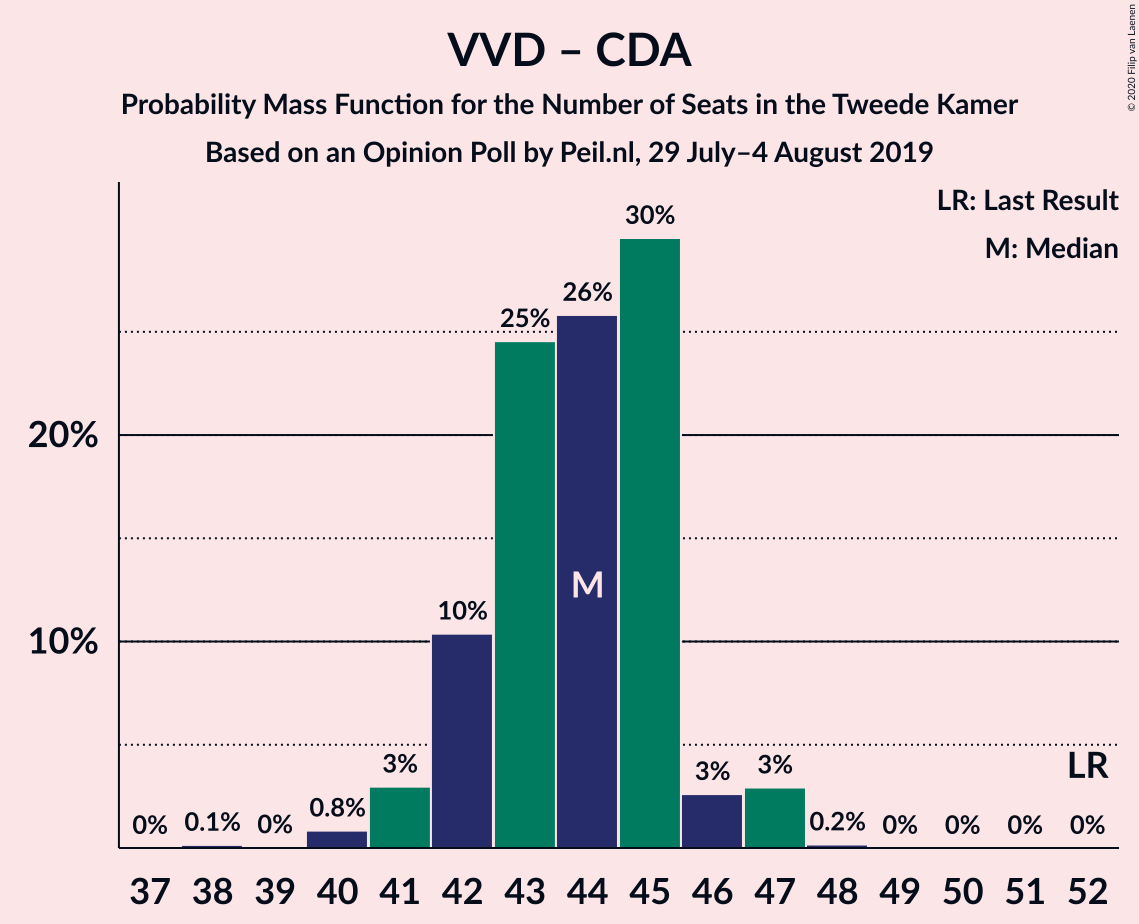 VVD – CDA
Probability Mass Function for the Number of Seats in the Tweede Kamer
Based on an Opinion Poll by Peil.nl, 29 July–4 August 2019
© 2020 Filip van Laenen
LR: Last Result
M: Median
20%
10%
0% 0.1% 0% 0.8% 3% 10% 25% 26% 30% 3% 3% 0.2% 0% 0% 0% 0%
M
LR
37 38 39 40 41 42 43 44 45 46 47 48 49 50 51 52